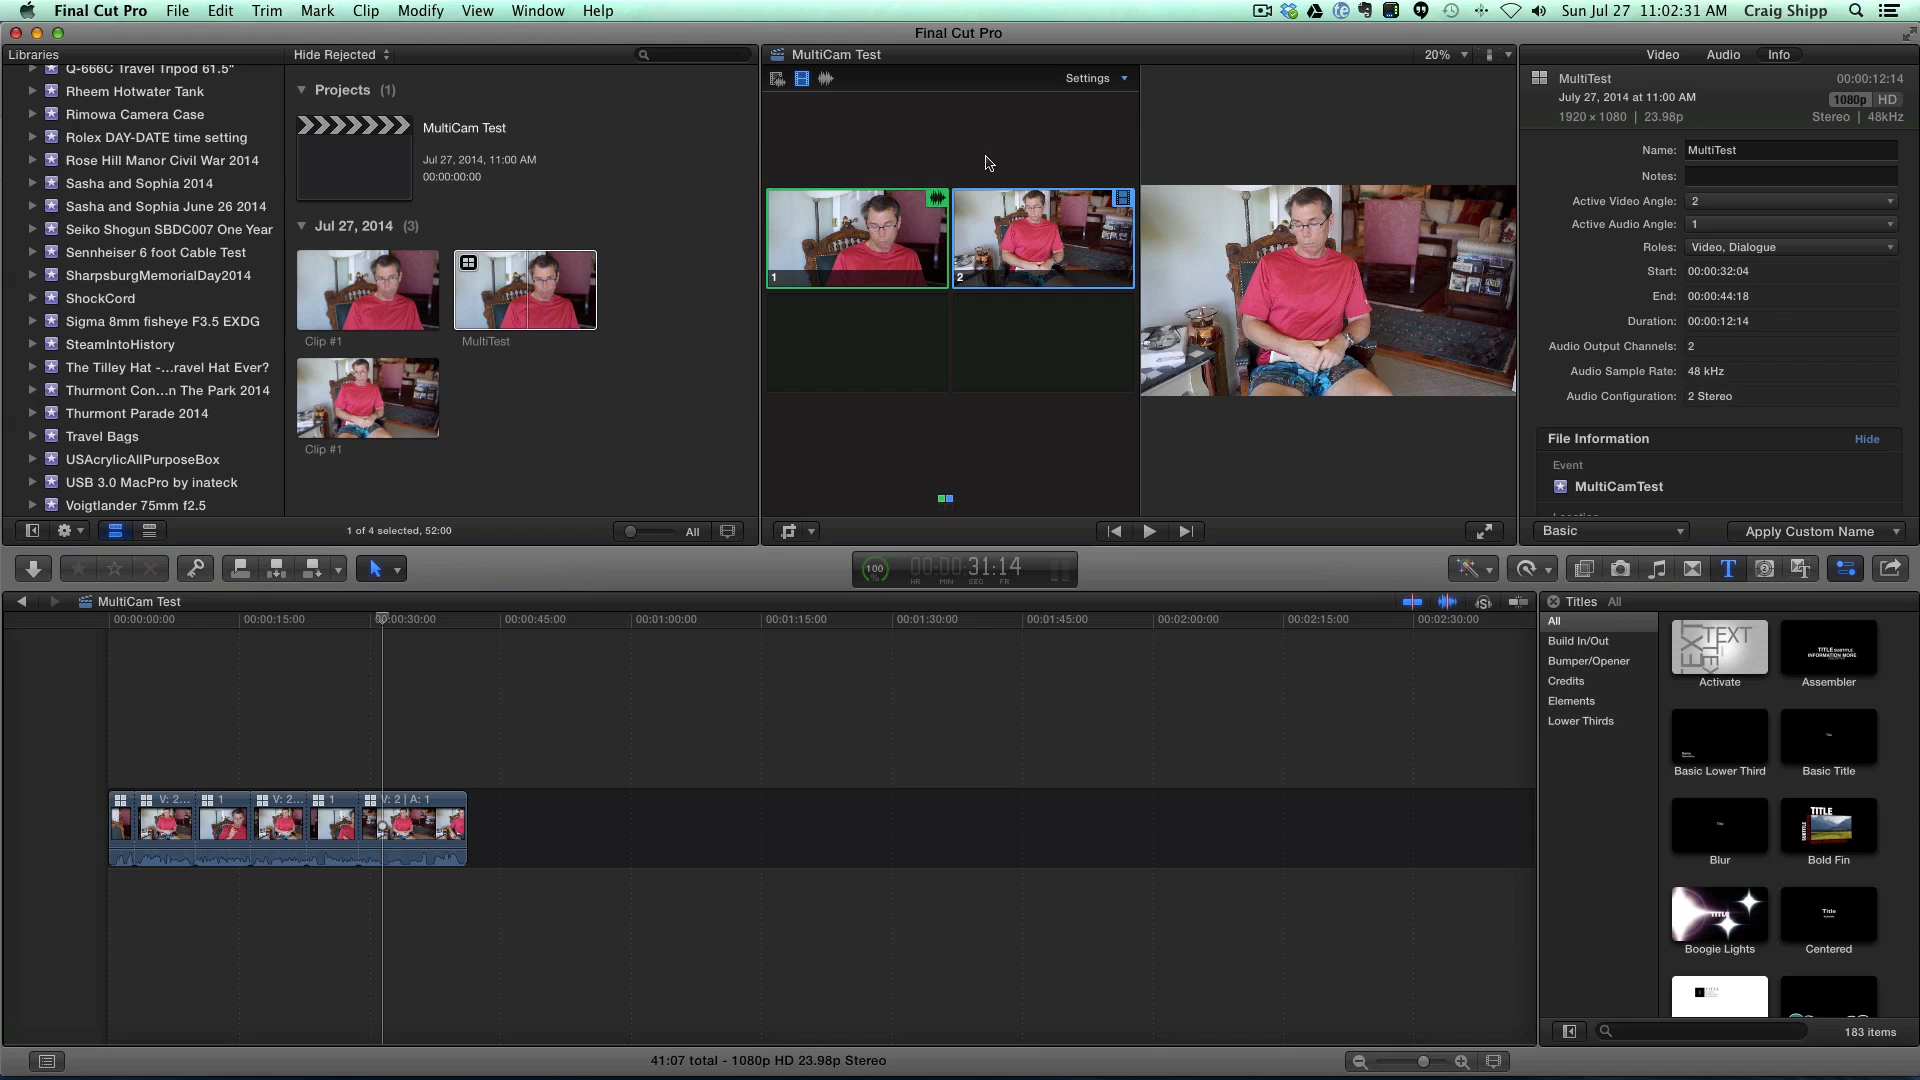 Final Cut Pro File Edit Trim Mark Clip Modify View Window Help Sun Jul 27 11:02:31 AM Craig Shipp
Final Cut Pro
Libraries
Hide Rejected
Q-666C Travel Tripod 61.5"
Rheem Hotwater Tank
Rimowa Camera Case
Rolex DAY-DATE time setting
Rose Hill Manor Civil War 2014
Sasha and Sophia 2014
Sasha and Sophia June 26 2014
Seiko Shogun SBDC007 One Year
Sennheiser 6 foot Cable Test
SharpsburgMemorialDay2014
ShockCord
Sigma 8mm fisheye F3.5 EXDG
SteamIntoHistory
The Tilley Hat -...ravel Hat Ever?
Thurmont Con...n The Park 2014
Thurmont Parade 2014
Travel Bags
USAcrylicAllPurposeBox
USB 3.0 MacPro by inateck
Voigtlander 75mm f2.5
Projects (1)
MultiCam Test
Jul 27, 2014, 11:00 AM
00:00:00:00
Jul 27, 2014 (3)
Clip #1
MultiTest
Clip #1
1 of 4 selected, 52:00
All
MultiCam Test
20%
Settings
1
2
Video Audio Info
MultiTest 00:00:12:14
July 27, 2014 at 11:00 AM 1080p HD
1920 × 1080 | 23.98p Stereo | 48kHz
Name: MultiTest
Notes:
Active Video Angle: 2
Active Audio Angle: 1
Roles: Video, Dialogue
Start: 00:00:32:04
End: 00:00:44:18
Duration: 00:00:12:14
Audio Output Channels: 2
Audio Sample Rate: 48 kHz
Audio Configuration: 2 Stereo
File Information Hide
Event
MultiCamTest
Basic
Apply Custom Name
100 % 00:00:31:14
HR MIN SEC FR
MultiCam Test
00:00:00:00 00:00:15:00 00:00:30:00 00:00:45:00 00:01:00:00 00:01:15:00 00:01:30:00 00:01:45:00 00:02:00:00 00:02:15:00 00:02:30:00
V: 2... 1 V: 2... 1 V: 2 | A: 1
Titles All
All
Build In/Out
Bumper/Opener
Credits
Elements
Lower Thirds
TEXT
TITLE SUBTITLE
INFORMATION MORE
Activate
Assembler
Basic Lower Third
Title
Basic Title
Title
Blur
TITLE
SUBTITLE
Bold Fin
TITLE
Boogie Lights
Title
Centered
183 items
41:07 total - 1080p HD 23.98p Stereo